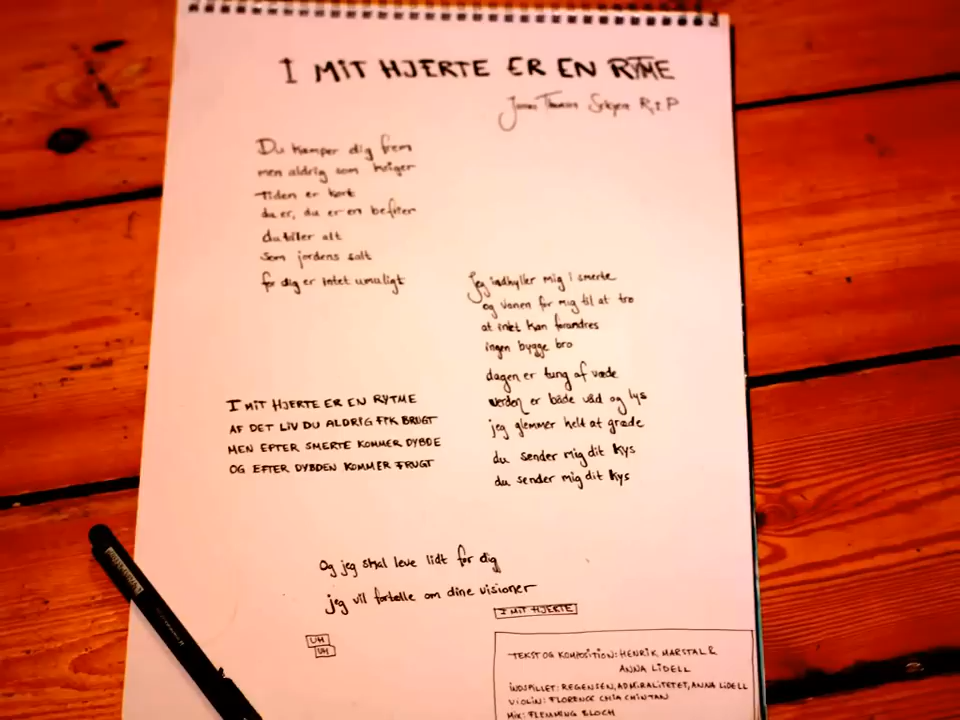 I MIT HJERTE ER EN RYTME
Jonas Thomsen R.I.P
Du kæmper dig frem
men aldrig som kriger
Tiden er kort
du er, du er en befrier
du tåler alt
som jordens salt
for dig er intet umuligt
Jeg indhyller mig i smerte
og vanen får mig til at tro
at intet kan forandres
ingen bygge bro
dagen er tung af væde
verden er både våd og lys
jeg glemmer helt at græde
du sender mig dit kys
du sender mig dit kys
I MIT HJERTE ER EN RYTME
AF DET LIV DU ALDRIG FIK BRUGT
MEN EFTER SMERTE KOMMER DYBDE
OG EFTER DYBDEN KOMMER FRUGT
Og jeg skal leve lidt for dig
jeg vil fortælle om dine visioner
I MIT HJERTE
UH
UH
TEKST OG KOMPOSITION: HENRIK MARSTAL &
ANNA LIDELL
INDSPILLET: REGENSEN, ADMIRALITETET, ANNA LIDELL
VIOLIN: FLORENCE CHIA CHINTAN
MIX: FLEMMING BLOCH